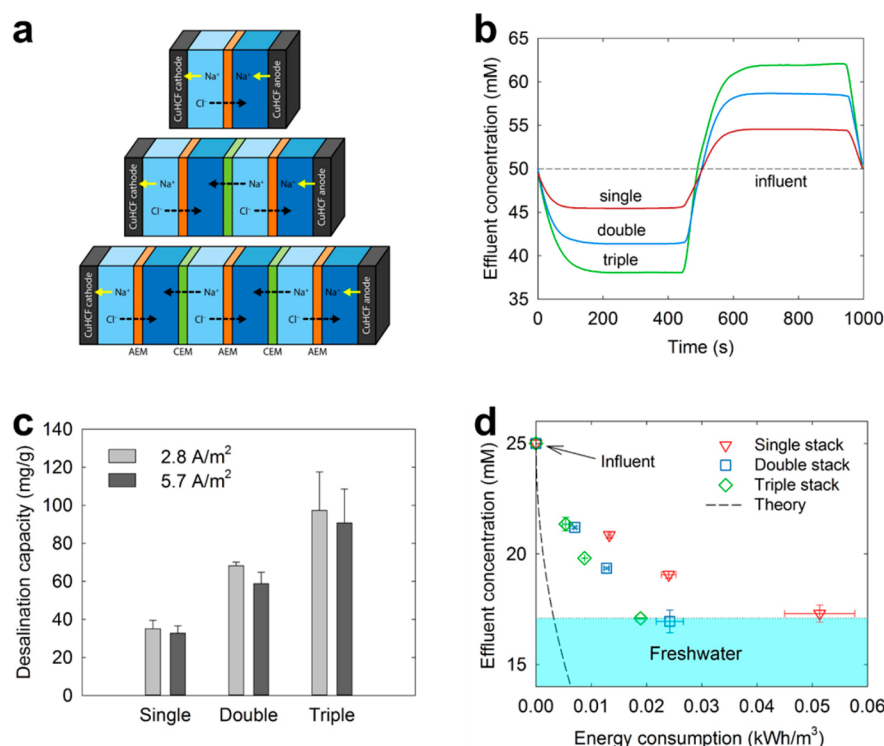 a
CuHCF cathode
Na⁺
Na⁺
Cl⁻
CuHCF anode
CuHCF cathode
Na⁺
Na⁺
Na⁺
Cl⁻
Cl⁻
CuHCF anode
CuHCF cathode
Na⁺
Na⁺
Na⁺
Na⁺
Cl⁻
Cl⁻
Cl⁻
CuHCF anode
AEM CEM AEM CEM AEM
b
Effluent concentration (mM)
65
60
55
50
45
40
35
single
double
triple
influent
0 200 400 600 800 1000
Time (s)
c
Desalination capacity (mg/g)
140
120
100
80
60
40
20
0
2.8 A/m²
5.7 A/m²
Single Double Triple
d
Effluent concentration (mM)
25
20
15
Influent
Single stack
Double stack
Triple stack
Theory
Freshwater
0.00 0.01 0.02 0.03 0.04 0.05 0.06
Energy consumption (kWh/m³)